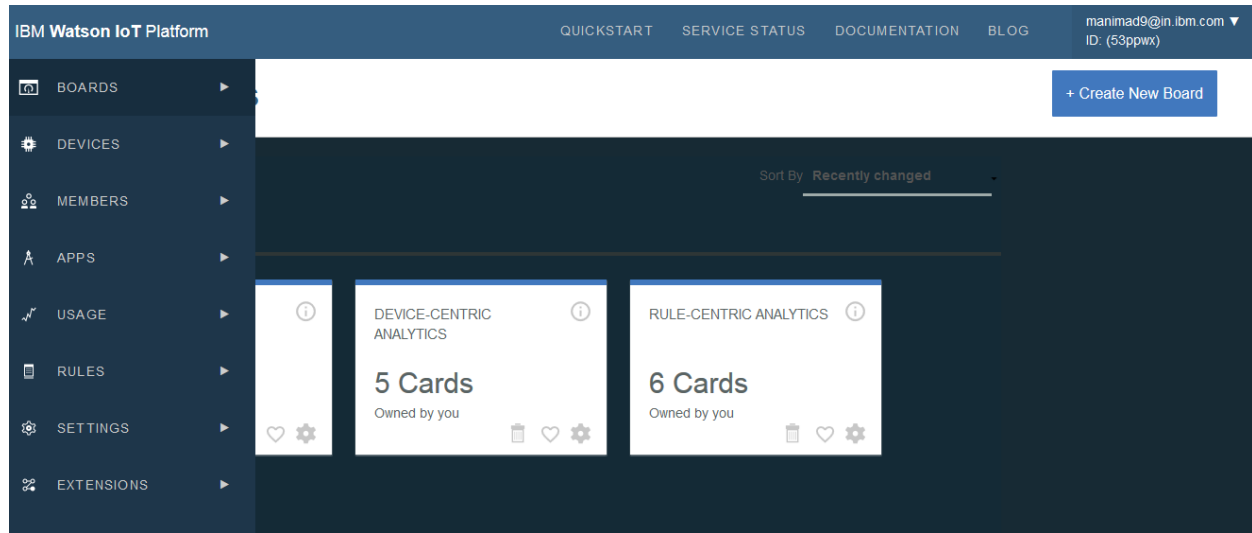 IBM Watson IoT Platform
QUICKSTART
SERVICE STATUS
DOCUMENTATION
BLOG
manimad9@in.ibm.com ▼
ID: (53ppwx)
BOARDS
DEVICES
MEMBERS
APPS
USAGE
RULES
SETTINGS
EXTENSIONS
+ Create New Board
Sort By Recently changed
DEVICE-CENTRIC
ANALYTICS
5 Cards
Owned by you
RULE-CENTRIC ANALYTICS
6 Cards
Owned by you